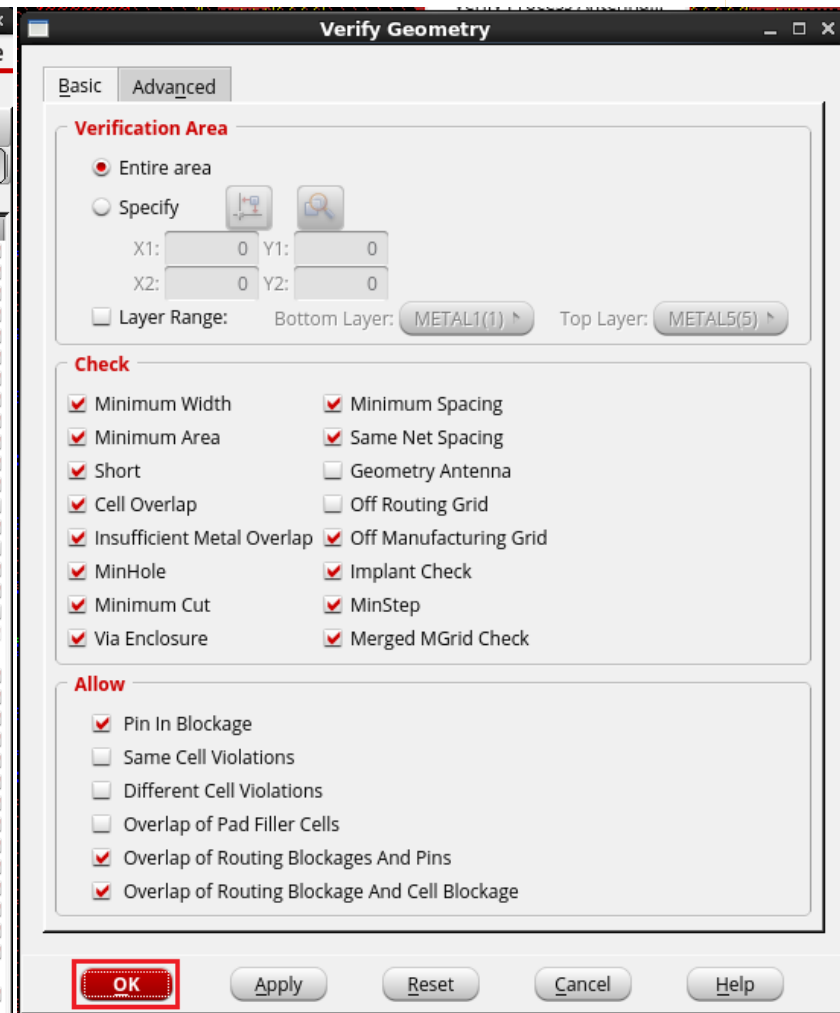 Verify Process Antenna...
Verify Geometry
Basic Advanced
Verification Area
Entire area
Specify
X1: 0 Y1: 0
X2: 0 Y2: 0
Layer Range: Bottom Layer: METAL1(1) Top Layer: METAL5(5)
Check
Minimum Width Minimum Spacing
Minimum Area Same Net Spacing
Short Geometry Antenna
Cell Overlap Off Routing Grid
Insufficient Metal Overlap Off Manufacturing Grid
MinHole Implant Check
Minimum Cut MinStep
Via Enclosure Merged MGrid Check
Allow
Pin In Blockage
Same Cell Violations
Different Cell Violations
Overlap of Pad Filler Cells
Overlap of Routing Blockages And Pins
Overlap of Routing Blockage And Cell Blockage
OK Apply Reset Cancel Help